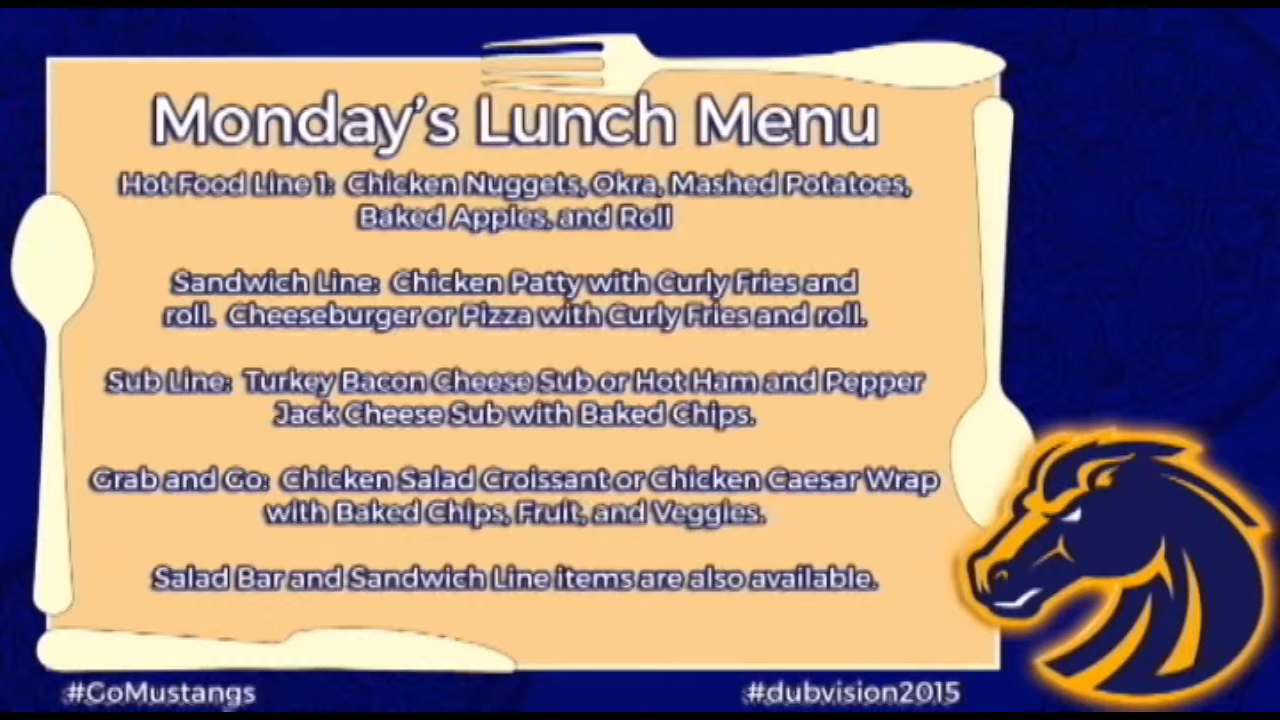 Monday's Lunch Menu
Hot Food Line 1:  Chicken Nuggets, Okra, Mashed Potatoes,
Baked Apples, and Roll
Sandwich Line:  Chicken Patty with Curly Fries and
roll.  Cheeseburger or Pizza with Curly Fries and roll.
Sub Line:  Turkey Bacon Cheese Sub or Hot Ham and Pepper
Jack Cheese Sub with Baked Chips.
Grab and Go:  Chicken Salad Croissant or Chicken Caesar Wrap
with Baked Chips, Fruit, and Veggies.
Salad Bar and Sandwich Line items are also available.
#GoMustangs
#dubvision2015